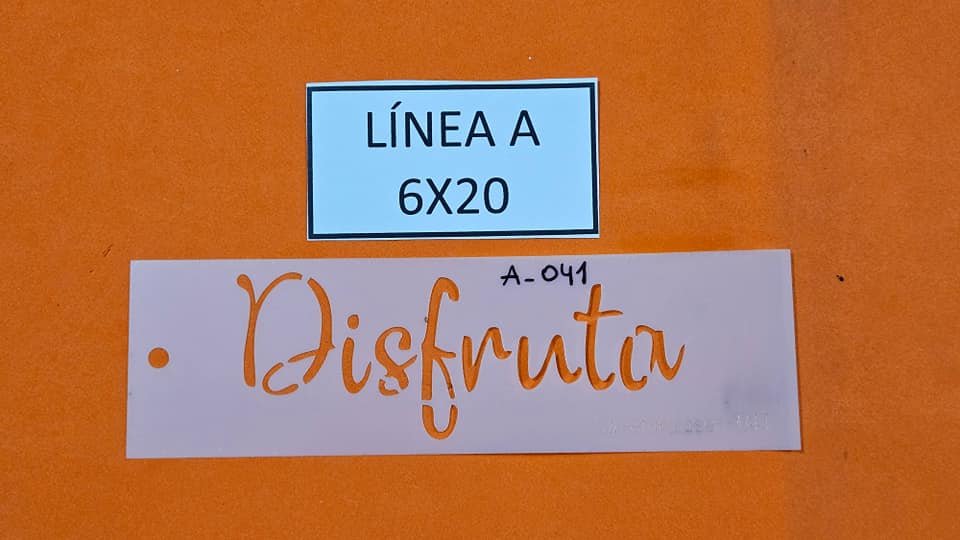 LÍNEA A
6X20
A-041
Disfruta